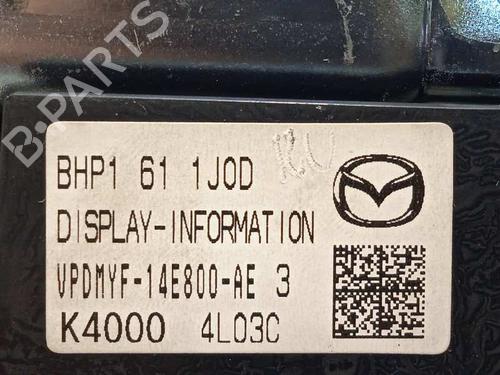 B-PARTS
BHP1 61 1J0D
DISPLAY-INFORMATION
VPDMYF-14E800-AE 3
K4000 4L03C